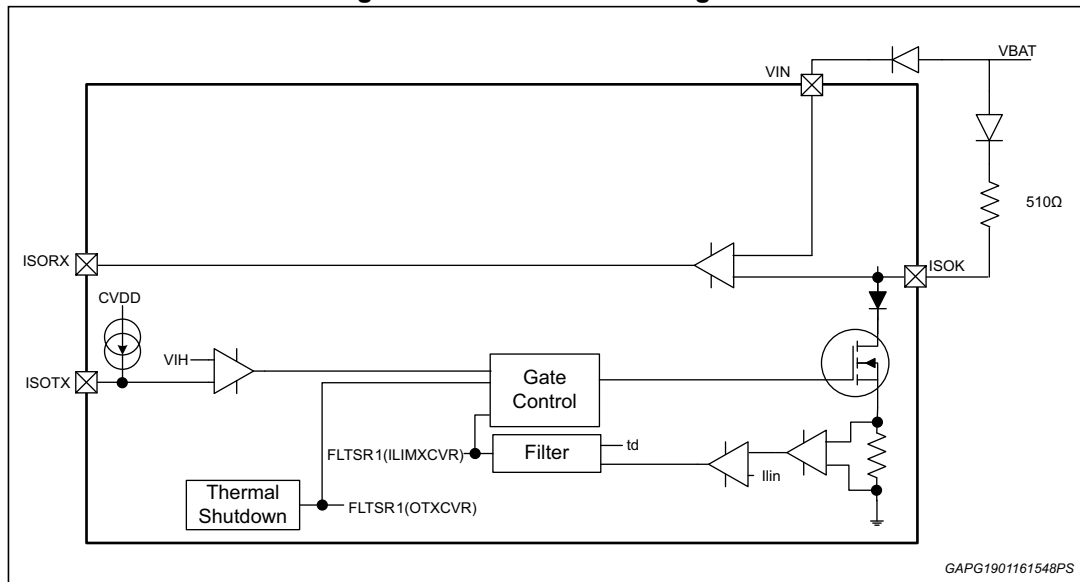 VBAT
VIN
510Ω
ISORX
ISOK
CVDD
VIH
ISOTX
Gate
Control
FLTSR1(ILIMXCVR)
Filter
td
Ilin
Thermal
Shutdown
FLTSR1(OTXCVR)
GAPG1901161548PS